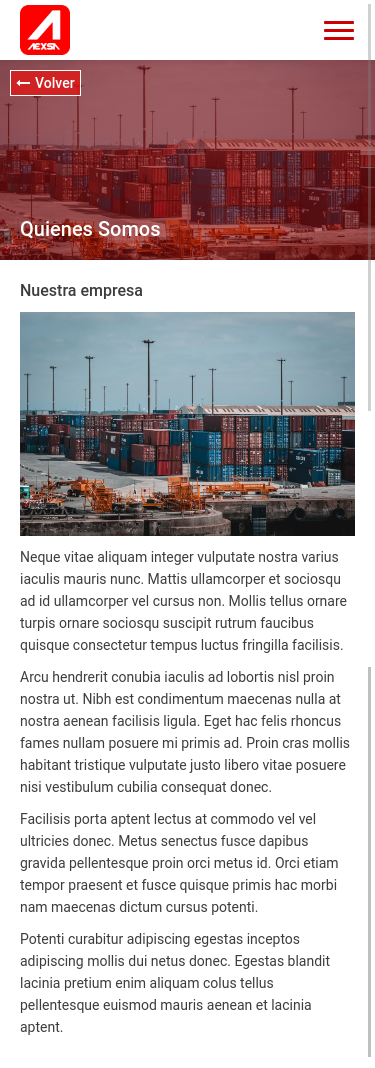 AEXSA
Volver
Quienes Somos
Nuestra empresa
Neque vitae aliquam integer vulputate nostra varius
iaculis mauris nunc. Mattis ullamcorper et sociosqu
ad id ullamcorper vel cursus non. Mollis tellus ornare
turpis ornare sociosqu suscipit rutrum faucibus
quisque consectetur tempus luctus fringilla facilisis.
Arcu hendrerit conubia iaculis ad lobortis nisl proin
nostra ut. Nibh est condimentum maecenas nulla at
nostra aenean facilisis ligula. Eget hac felis rhoncus
fames nullam posuere mi primis ad. Proin cras mollis
habitant tristique vulputate justo libero vitae posuere
nisi vestibulum cubilia consequat donec.
Facilisis porta aptent lectus at commodo vel vel
ultricies donec. Metus senectus fusce dapibus
gravida pellentesque proin orci metus id. Orci etiam
tempor praesent et fusce quisque primis hac morbi
nam maecenas dictum cursus potenti.
Potenti curabitur adipiscing egestas inceptos
adipiscing mollis dui netus donec. Egestas blandit
lacinia pretium enim aliquam colus tellus
pellentesque euismod mauris aenean et lacinia
aptent.